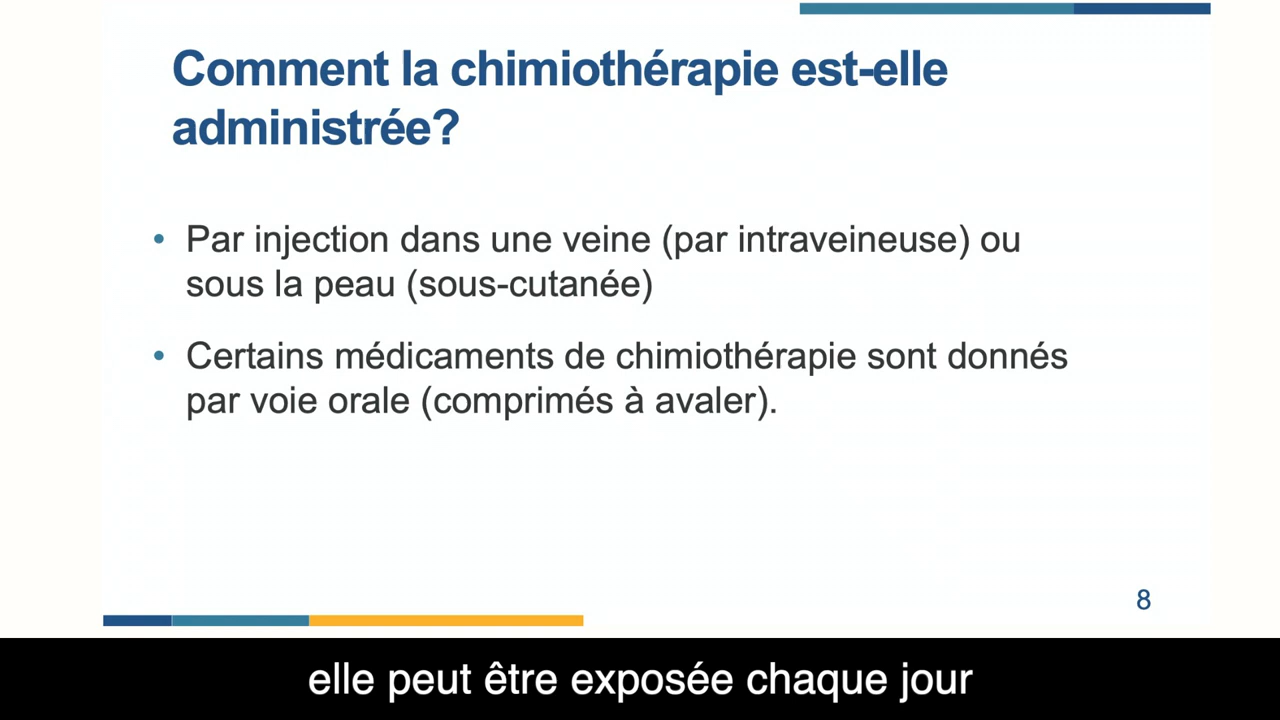 Comment la chimiothérapie est-elle
administrée?
• Par injection dans une veine (par intraveineuse) ou
sous la peau (sous-cutanée)
• Certains médicaments de chimiothérapie sont donnés
par voie orale (comprimés à avaler).
8
elle peut être exposée chaque jour